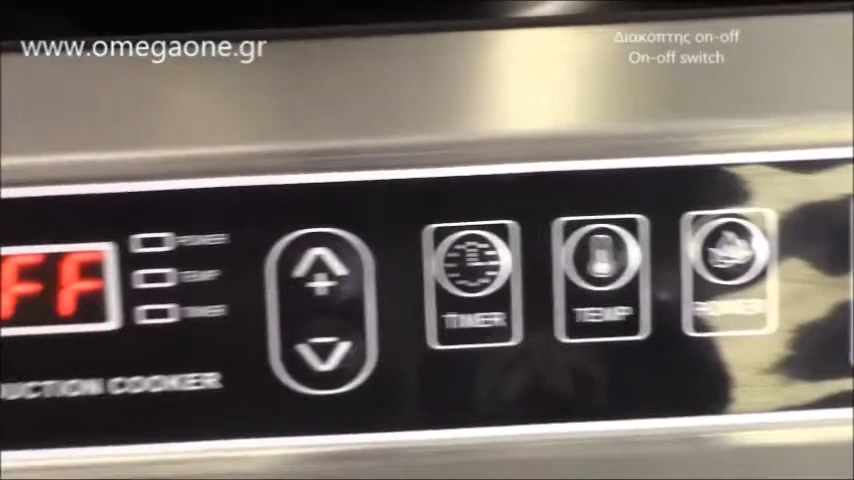 www.omegaone.gr
Διακόπτης on-off
On-off switch
FF
POWER
TEMP
TIMER
TIMER
TEMP
POWER
UCTION COOKER